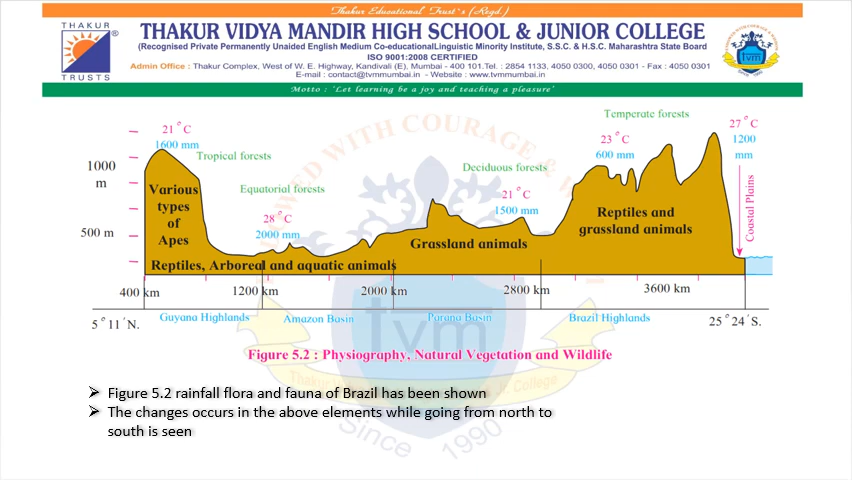 Thakur Educational Trust's (Regd.)
THAKUR VIDYA MANDIR HIGH SCHOOL & JUNIOR COLLEGE
(Recognised Private Permanently Unaided English Medium Co-educationalLinguistic Minority Institute, S.S.C. & H.S.C. Maharashtra State Board
ISO 9001:2008 CERTIFIED
Admin Office : Thakur Complex, West of W. E. Highway, Kandivali (E), Mumbai - 400 101.Tel. : 2854 1133, 4050 0300, 4050 0301 - Fax : 4050 0301
E-mail : contact@tvmmumbai.in - Website : www.tvmmumbai.in
THAKUR
TRUSTS
tvm
Since 1990
Motto : 'Let learning be a joy and teaching a pleasure'
Temperate forests
21°C
1600 mm
27°C
1200
mm
23°C
600 mm
Tropical forests
Deciduous forests
1000
m
Various
types
of
Apes
Equatorial forests
21°C
1500 mm
28°C
2000 mm
Coastal Plains
Reptiles and
grassland animals
500 m
Grassland animals
Reptiles, Arboreal and aquatic animals
400 km
1200 km
2000 km
2800 km
3600 km
5°11'N.
Guyana Highlands
Amazon Basin
Parana Basin
Brazil Highlands
25°24'S.
tvm
Figure 5.2 : Physiography, Natural Vegetation and Wildlife
➢ Figure 5.2 rainfall flora and fauna of Brazil has been shown
➢ The changes occurs in the above elements while going from north to
south is seen
Since 1990